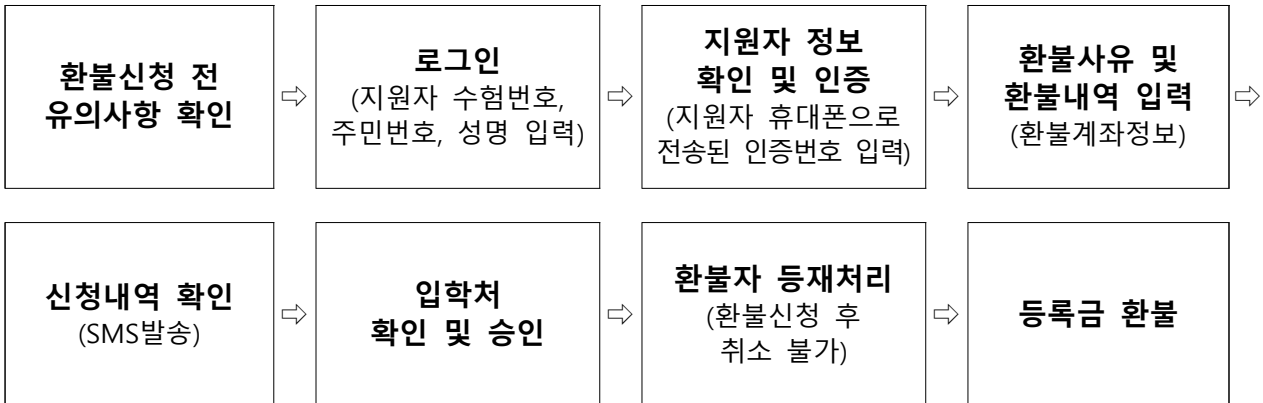 환불신청 전
유의사항 확인
⇨
로그인
(지원자 수험번호,
주민번호, 성명 입력)
⇨
지원자 정보
확인 및 인증
(지원자 휴대폰으로
전송된 인증번호 입력)
⇨
환불사유 및
환불내역 입력
(환불계좌정보)
⇨
신청내역 확인
(SMS발송)
⇨
입학처
확인 및 승인
⇨
환불자 등재처리
(환불신청 후
취소 불가)
⇨
등록금 환불